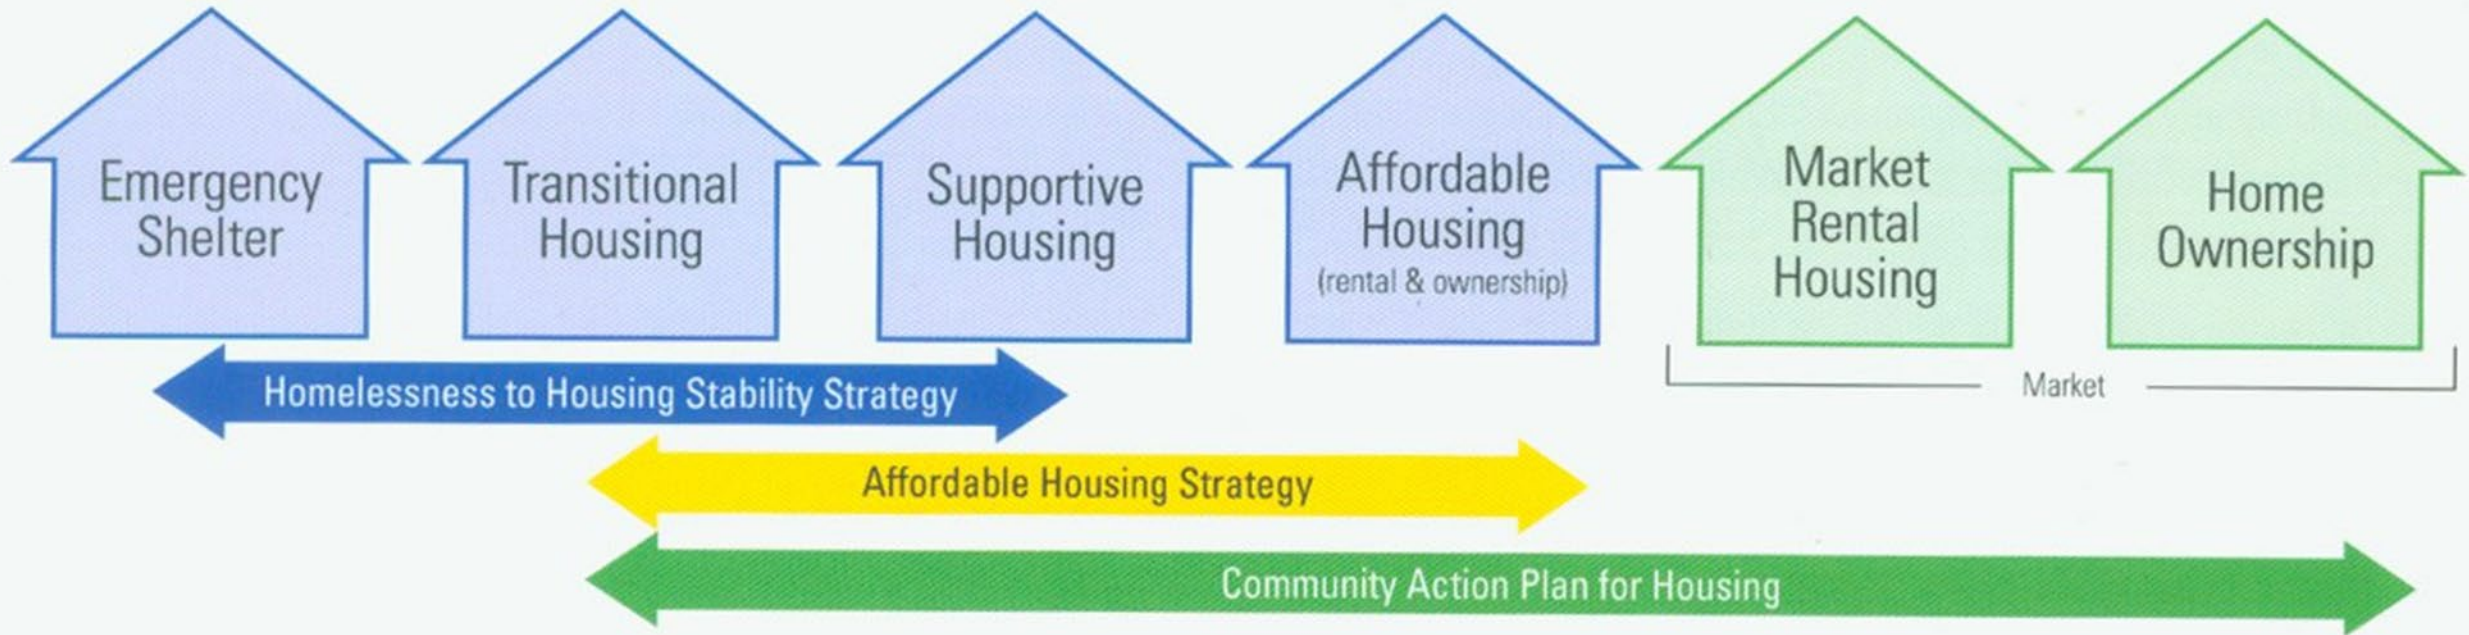 Emergency
Shelter
Transitional
Housing
Supportive
Housing
Affordable
Housing
(rental & ownership)
Market
Rental
Housing
Home
Ownership
Market
Homelessness to Housing Stability Strategy
Affordable Housing Strategy
Community Action Plan for Housing